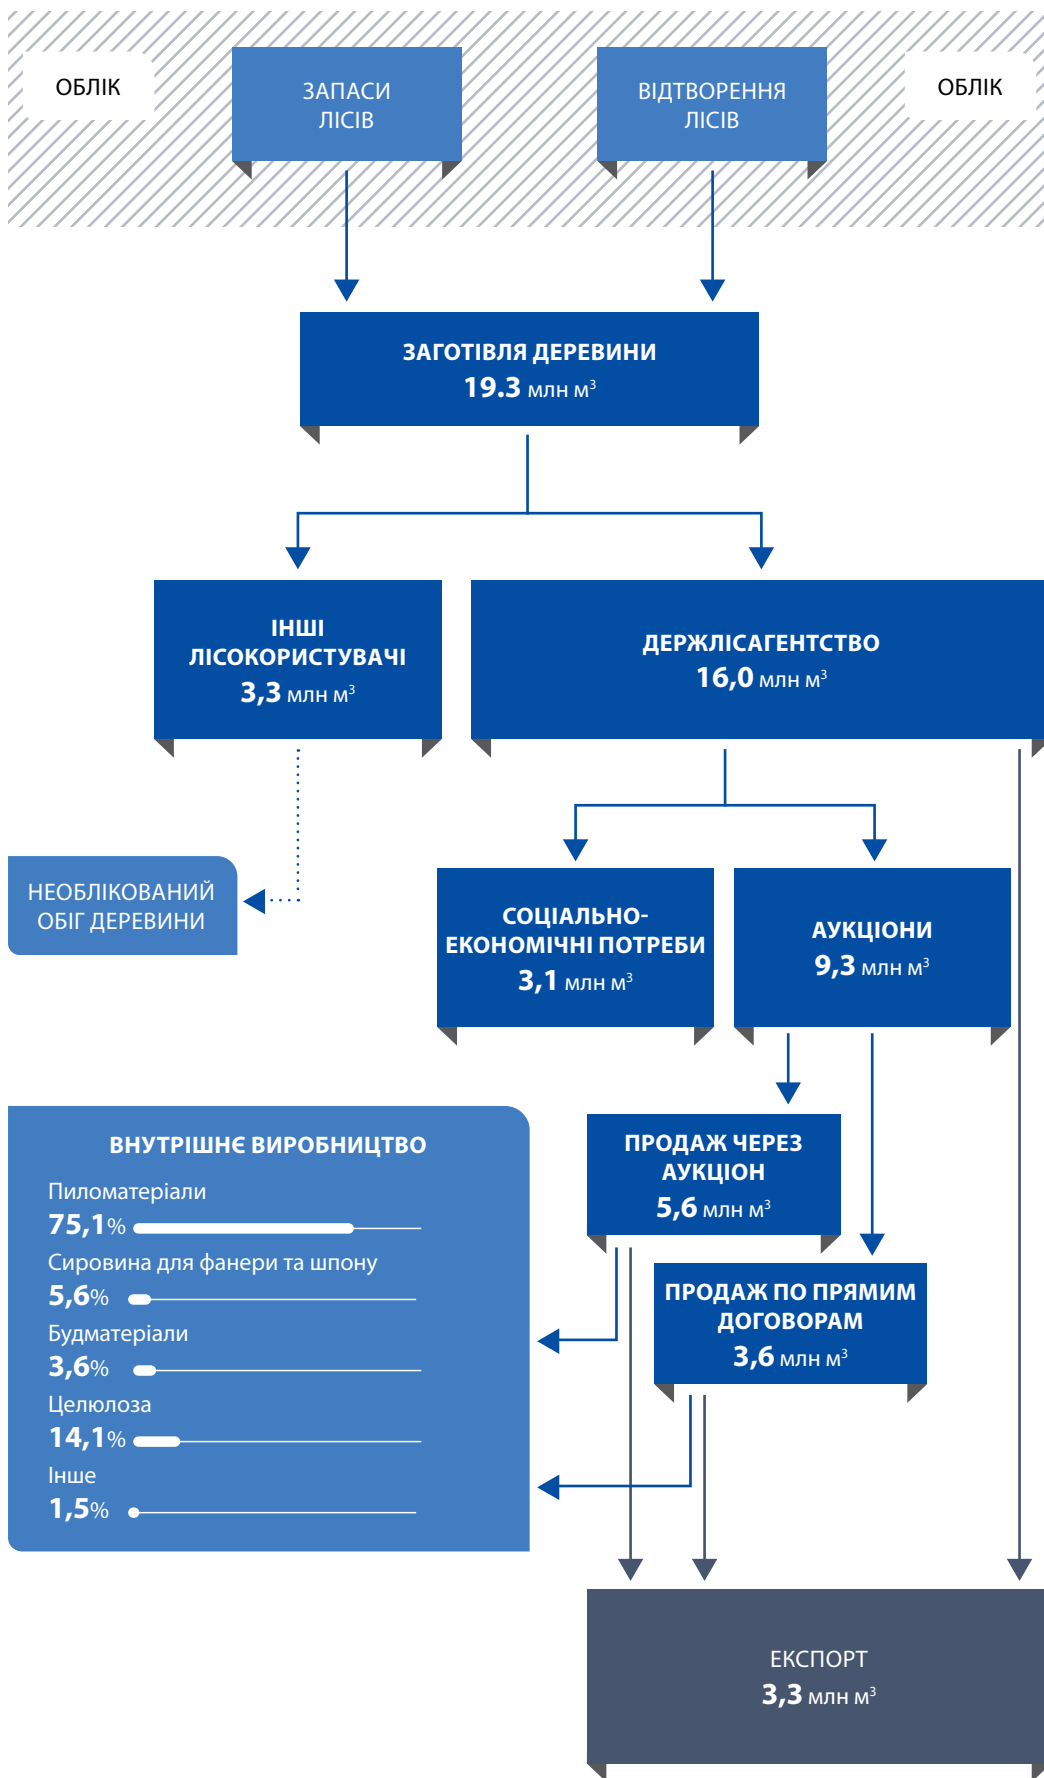 ОБЛІК
ЗАПАСИ
ЛІСІВ
ВІДТВОРЕННЯ
ЛІСІВ
ОБЛІК
ЗАГОТІВЛЯ ДЕРЕВИНИ
19.3 млн м³
ІНШІ
ЛІСОКОРИСТУВАЧІ
3,3 млн м³
ДЕРЖЛІСАГЕНТСТВО
16,0 млн м³
НЕОБЛІКОВАНИЙ
ОБІГ ДЕРЕВИНИ
СОЦІАЛЬНО-
ЕКОНОМІЧНІ ПОТРЕБИ
3,1 млн м³
АУКЦІОНИ
9,3 млн м³
ВНУТРІШНЄ ВИРОБНИЦТВО
Пиломатеріали
75,1%
Сировина для фанери та шпону
5,6%
Будматеріали
3,6%
Целюлоза
14,1%
Інше
1,5%
ПРОДАЖ ЧЕРЕЗ
АУКЦІОН
5,6 млн м³
ПРОДАЖ ПО ПРЯМИМ
ДОГОВОРАМ
3,6 млн м³
ЕКСПОРТ
3,3 млн м³